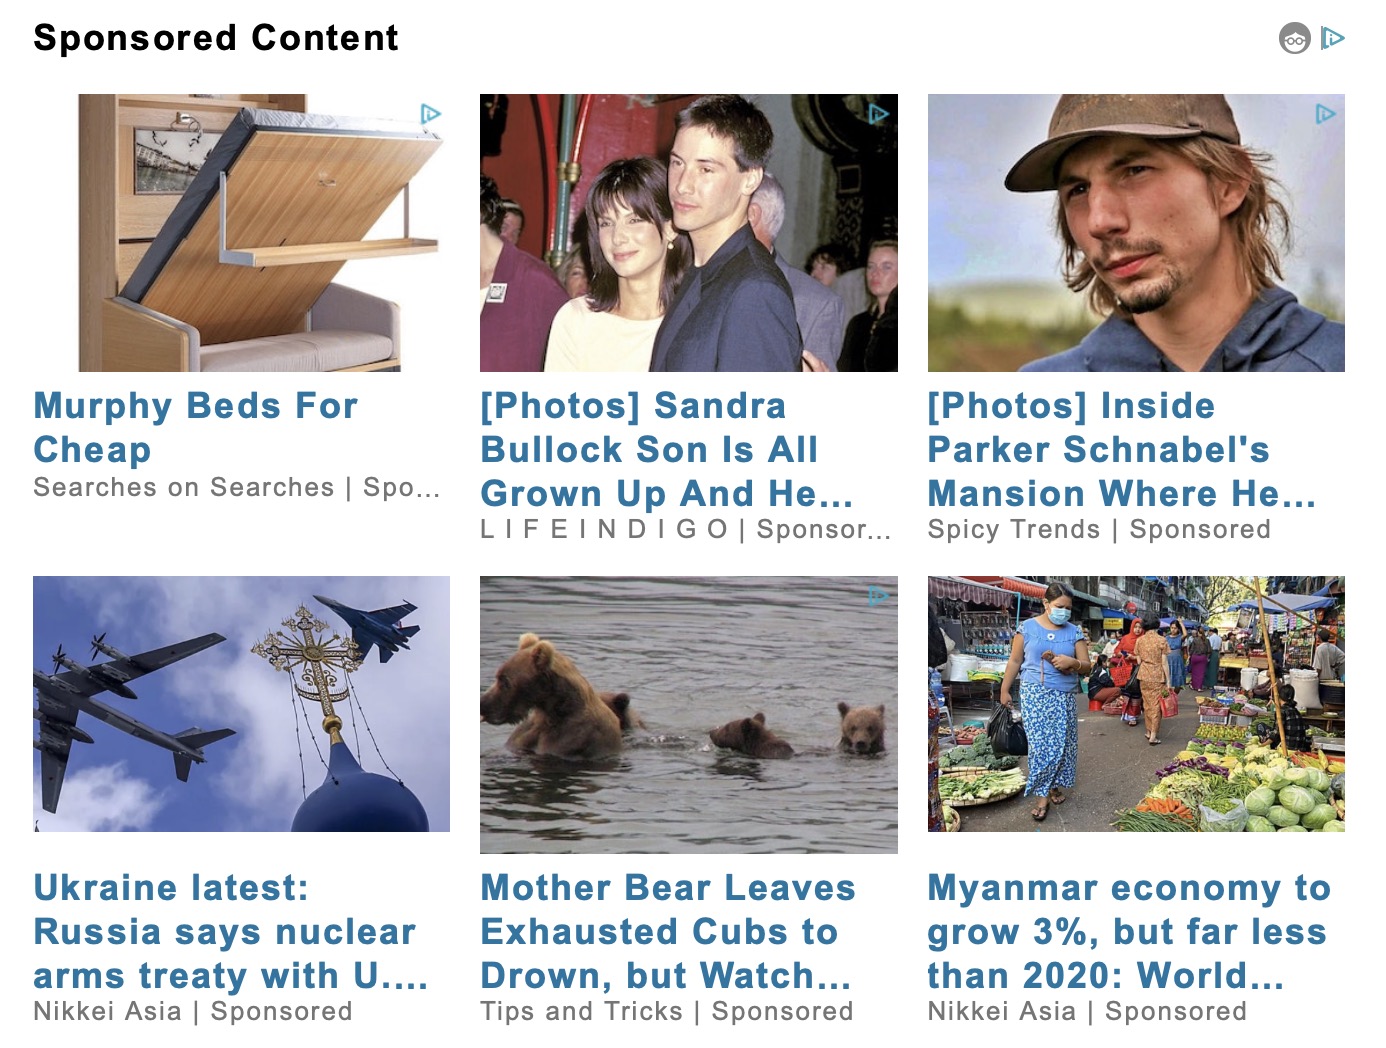 Sponsored Content
Murphy Beds For
Cheap
Searches on Searches | Spo...
[Photos] Sandra
Bullock Son Is All
Grown Up And He...
L I F E I N D I G O | Sponsor...
[Photos] Inside
Parker Schnabel's
Mansion Where He...
Spicy Trends | Sponsored
Ukraine latest:
Russia says nuclear
arms treaty with U....
Nikkei Asia | Sponsored
Mother Bear Leaves
Exhausted Cubs to
Drown, but Watch...
Tips and Tricks | Sponsored
Myanmar economy to
grow 3%, but far less
than 2020: World...
Nikkei Asia | Sponsored